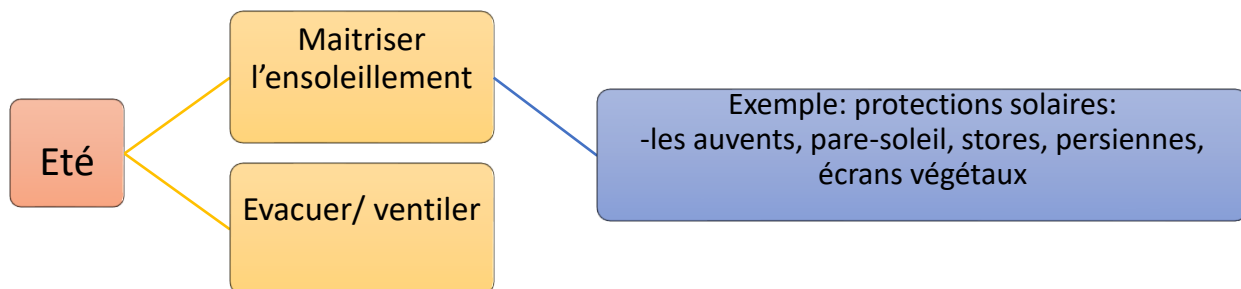 Eté
Maitriser
l’ensoleillement
Evacuer/ ventiler
Exemple: protections solaires:
-les auvents, pare-soleil, stores, persiennes,
écrans végétaux